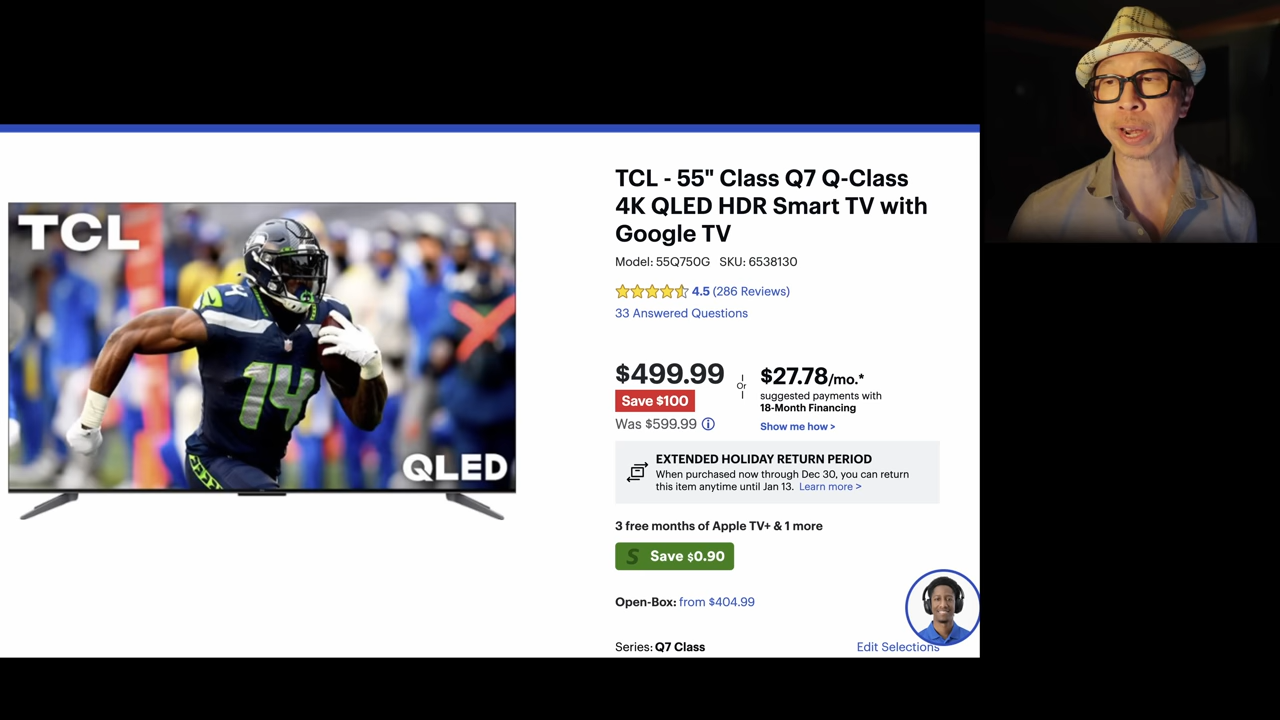 TCL
14
QLED
TCL - 55" Class Q7 Q-Class
4K QLED HDR Smart TV with
Google TV
Model: 55Q750G SKU: 6538130
4.5 (286 Reviews)
33 Answered Questions
$499.99
Save $100
Was $599.99
Or
$27.78/mo.*
suggested payments with
18-Month Financing
Show me how >
EXTENDED HOLIDAY RETURN PERIOD
When purchased now through Dec 30, you can return
this item anytime until Jan 13. Learn more >
3 free months of Apple TV+ & 1 more
S Save $0.90
Open-Box: from $404.99
Series: Q7 Class
Edit Selections